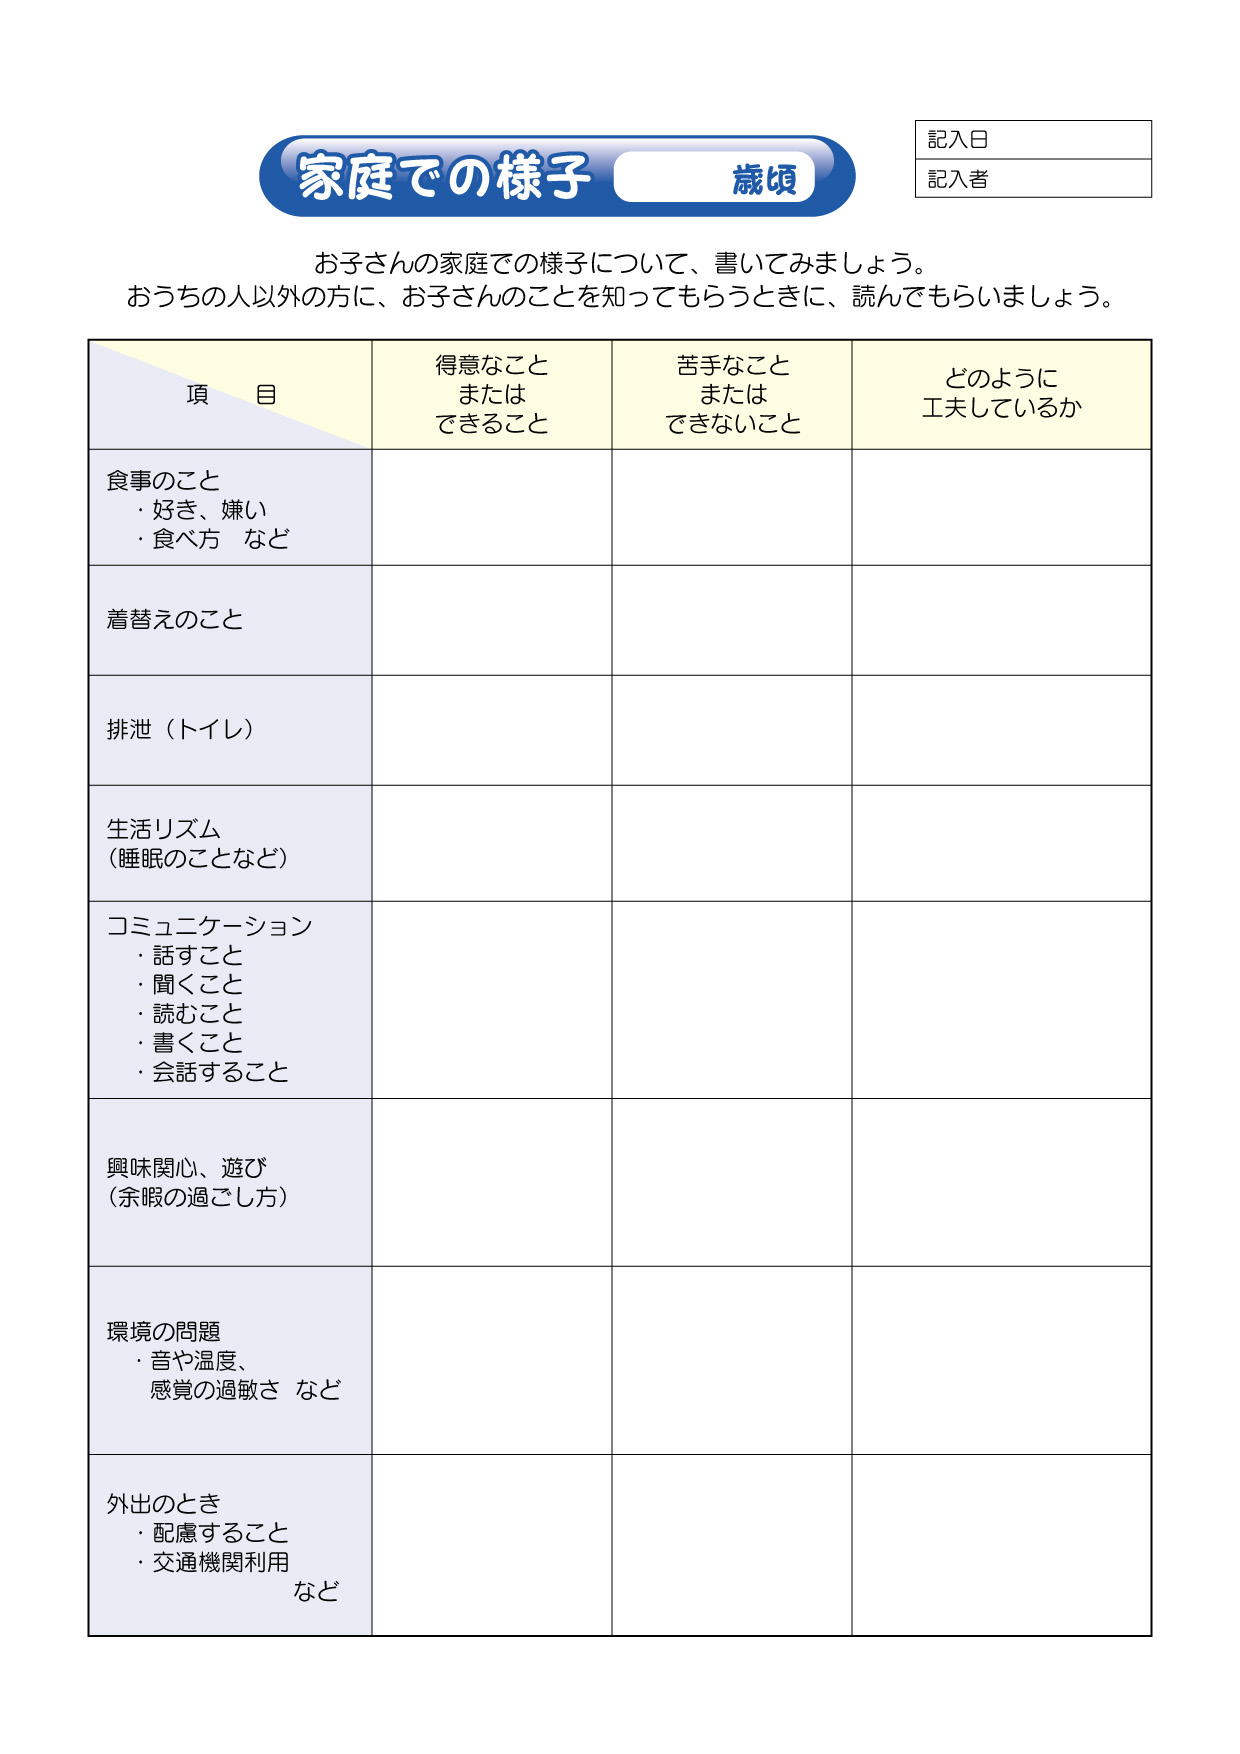 記入日
記入者
家庭での様子　　歳頃
お子さんの家庭での様子について、書いてみましょう。
おうちの人以外の方に、お子さんのことを知ってもらうときに、読んでもらいましょう。
項　目
得意なこと
または
できること
苦手なこと
または
できないこと
どのように
工夫しているか
食事のこと
・好き、嫌い
・食べ方　など
着替えのこと
排泄（トイレ）
生活リズム
（睡眠のことなど）
コミュニケーション
・話すこと
・聞くこと
・読むこと
・書くこと
・会話すること
興味関心、遊び
（余暇の過ごし方）
環境の問題
・音や温度、
感覚の過敏さ　など
外出のとき
・配慮すること
・交通機関利用
など